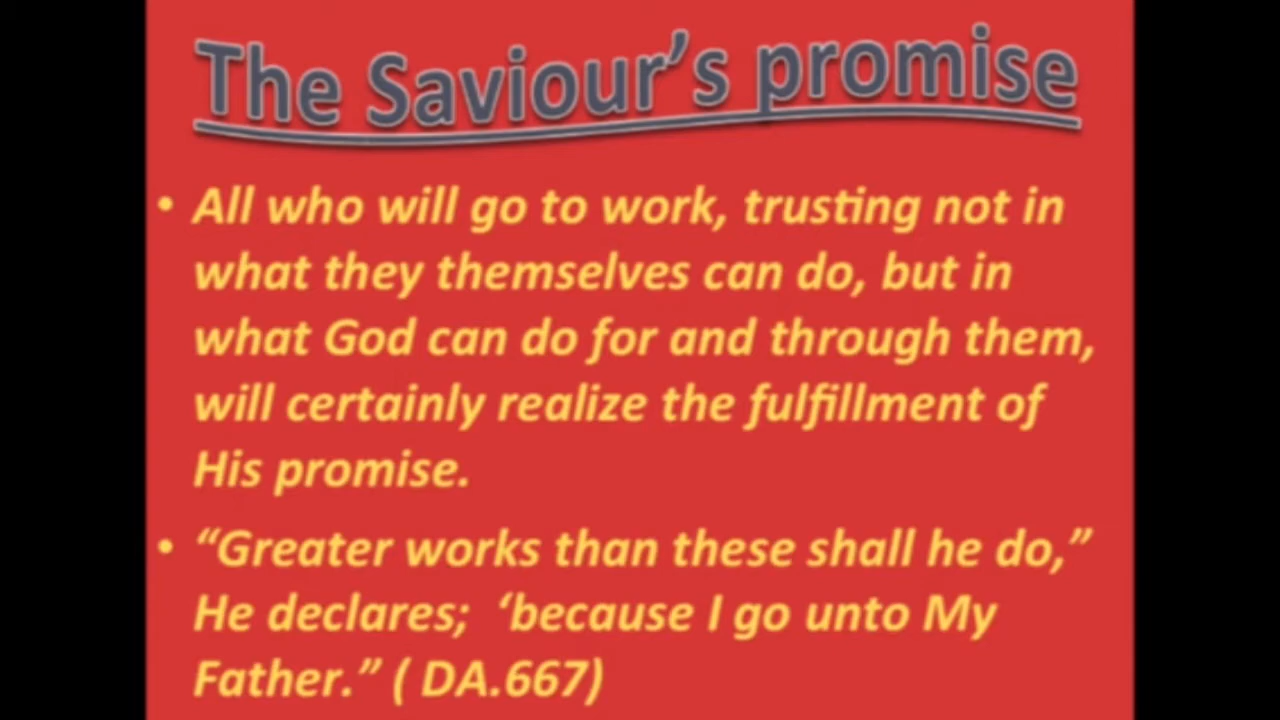 The Saviour’s promise
• All who will go to work, trusting not in
what they themselves can do, but in
what God can do for and through them,
will certainly realize the fulfillment of
His promise.
• “Greater works than these shall he do,”
He declares;  ‘because I go unto My
Father.” ( DA.667)